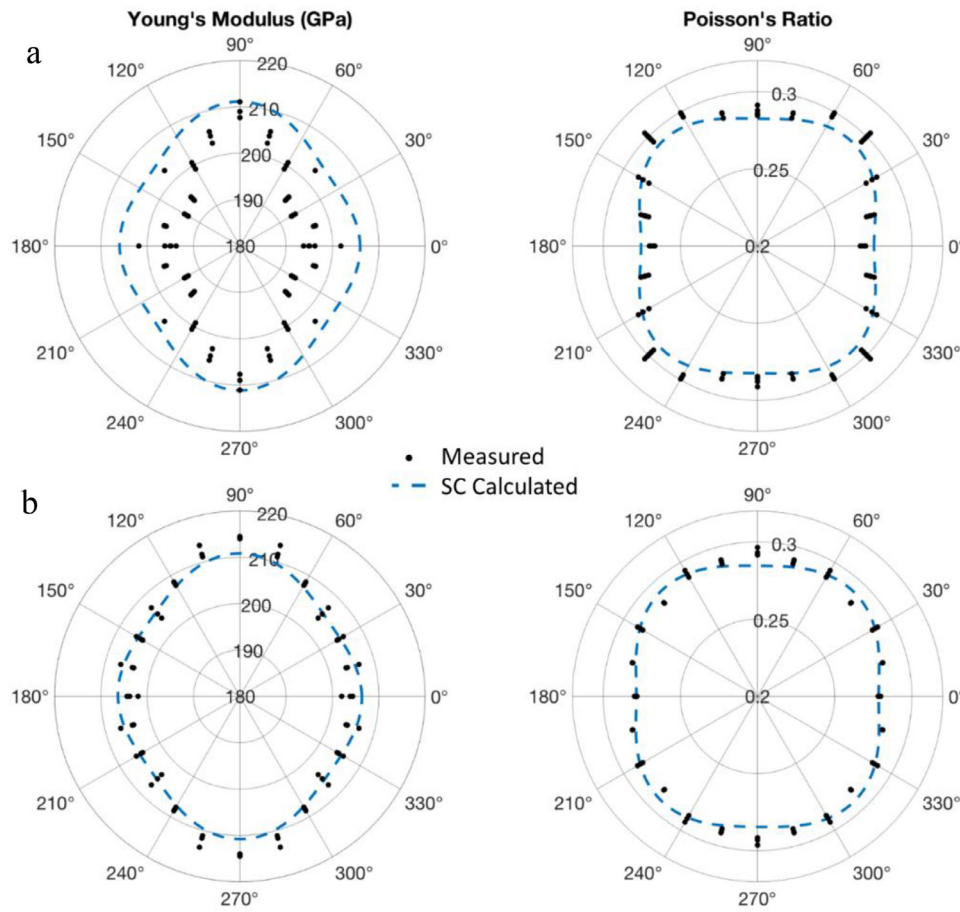 Young's Modulus (GPa) Poisson's Ratio
a
90° 90°
120° 220 60° 120° 60°
210 0.3
150° 200 30° 150° 0.25 30°
190
180° 180 0° 180° 0.2 0°
210° 330° 210° 330°
240° 300° 240° 300°
270° 270°
Measured
SC Calculated
b
90° 90°
120° 220 60° 120° 60°
210 0.3
150° 200 30° 150° 0.25 30°
190
180° 180 0° 180° 0.2 0°
210° 330° 210° 330°
240° 300° 240° 300°
270° 270°